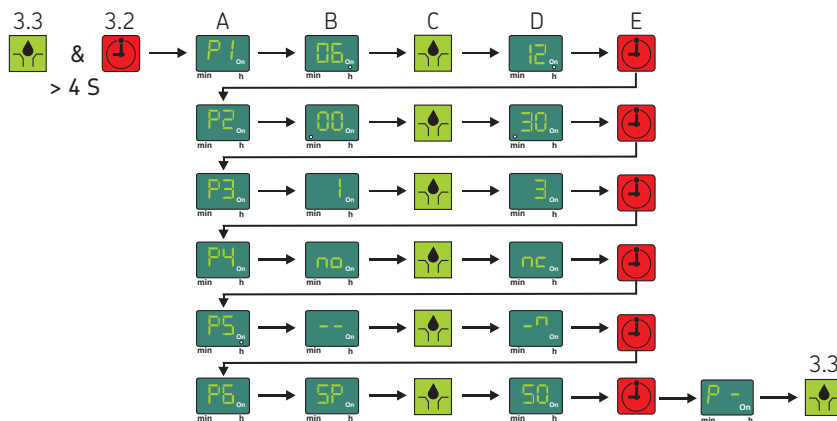 3.3 3.2 A B C D E
& P1 On 06 On 12 On
min h min h min h
> 4 S
P2 On 00 On 30 On
min h min h min h
P3 On 1 On 3 On
min h min h min h
P4 On no On nc On
min h min h min h
P5 On -- On -n On
min h min h min h
3.3
P6 On SP On SO On P - On
min h min h min h min h